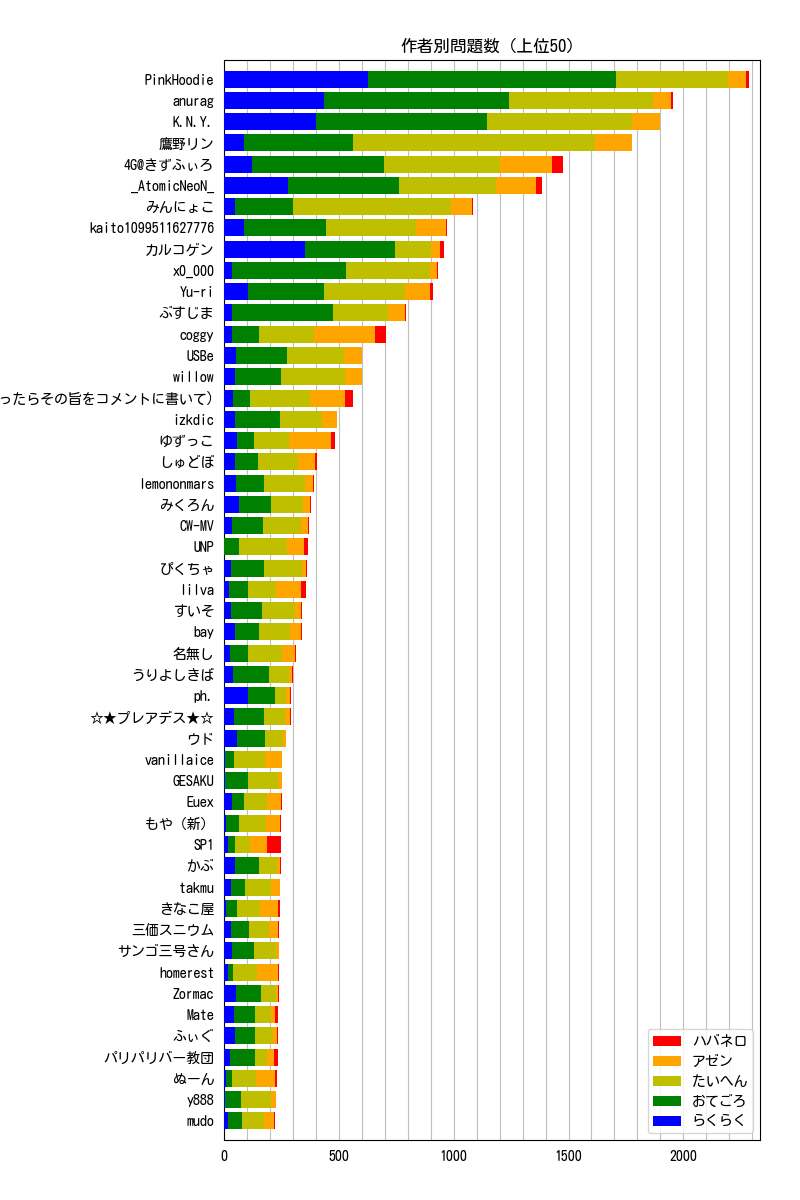 作者別問題数 (上位50)
PinkHoodie
anurag
K.N.Y.
鷹野リン
4G@きずふぃろ
_AtomicNeoN_
みんにょこ
kaito1099511627776
カルコゲン
x0_000
Yu-ri
ぶすじま
coggy
USBe
willow
ったらその旨をコメントに書いて)
izkdic
ゆずっこ
しゅどぼ
lemononmars
みくろん
CW-MV
UNP
ぴくちゃ
lilva
すいそ
bay
名無し
うりよしきば
ph.
☆★プレアデス★☆
ウド
vanillaice
GESAKU
Euex
もや (新)
SP1
かぶ
takmu
きなこ屋
三価スニウム
サンゴ三号さん
homerest
Zormac
Mate
ふぃぐ
パリパリバー教団
ぬーん
y888
mudo
ハバネロ
アゼン
たいへん
おてごろ
らくらく
0 500 1000 1500 2000